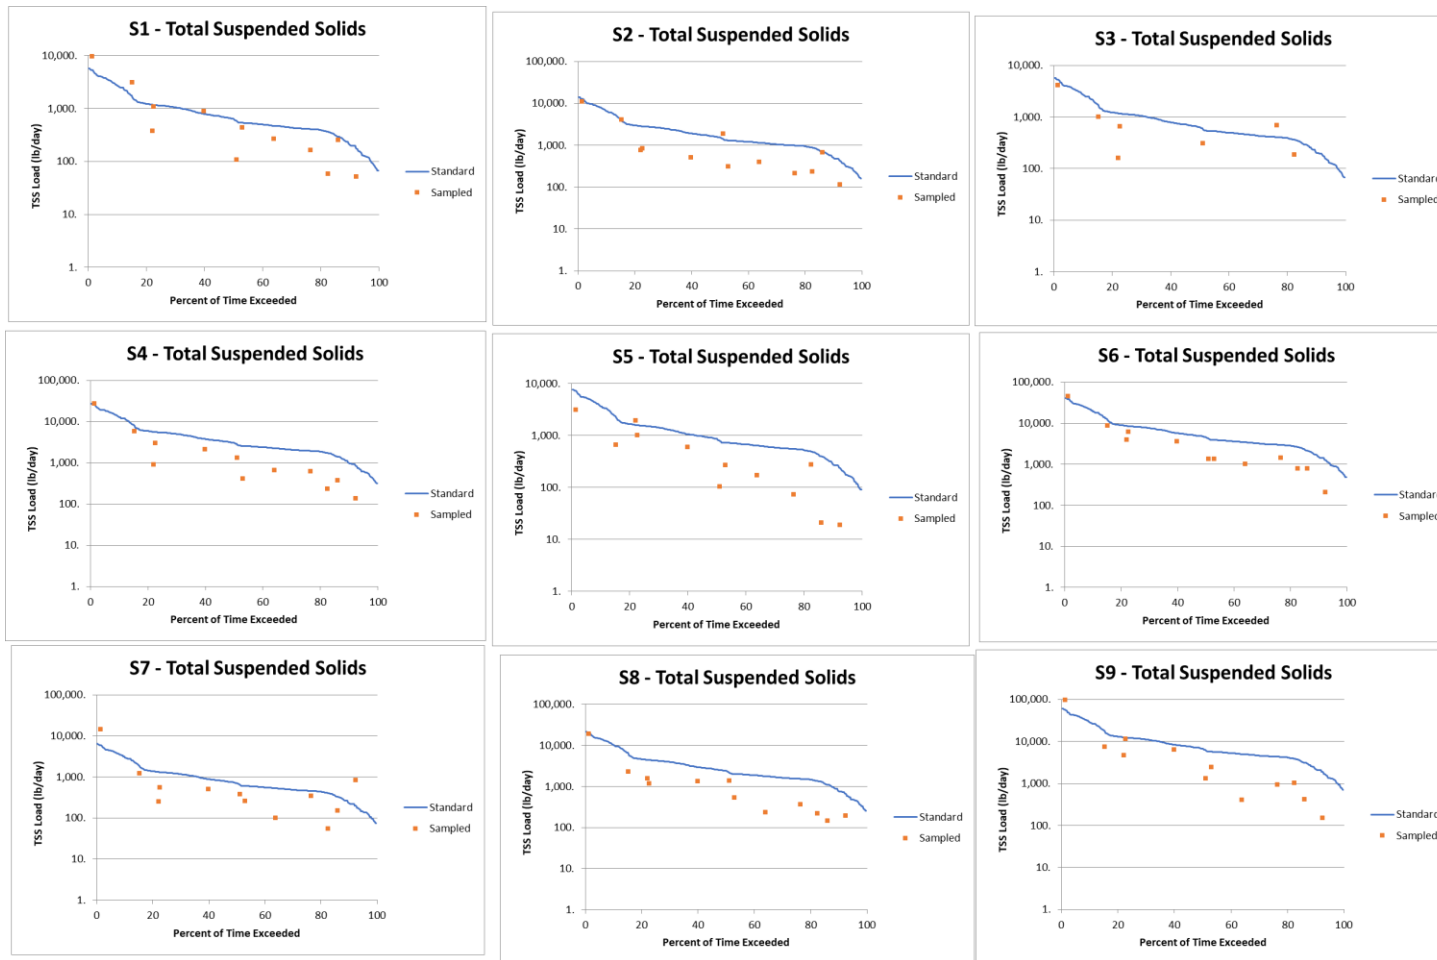 S1 - Total Suspended Solids
10,000.
1,000.
100.
10.
1.
0 20 40 60 80 100
TSS Load (lb/day)
Percent of Time Exceeded
Standard
Sampled
S2 - Total Suspended Solids
100,000.
10,000.
1,000.
100.
10.
1.
0 20 40 60 80 100
TSS Load (lb/day)
Percent of Time Exceeded
Standard
Sampled
S3 - Total Suspended Solids
10,000.
1,000.
100.
10.
1.
0 20 40 60 80 100
TSS Load (lb/day)
Percent of Time Exceeded
Standard
Sampled
S4 - Total Suspended Solids
100,000.
10,000.
1,000.
100.
10.
1.
0 20 40 60 80 100
TSS Load (lb/day)
Percent of Time Exceeded
Standard
Sampled
S5 - Total Suspended Solids
10,000.
1,000.
100.
10.
1.
0 20 40 60 80 100
TSS Load (lb/day)
Percent of Time Exceeded
Standard
Sampled
S6 - Total Suspended Solids
100,000.
10,000.
1,000.
100.
10.
1.
0 20 40 60 80 100
TSS Load (lb/day)
Percent of Time Exceeded
Standard
Sampled
S7 - Total Suspended Solids
100,000.
10,000.
1,000.
100.
10.
1.
0 20 40 60 80 100
TSS Load (lb/day)
Percent of Time Exceeded
Standard
Sampled
S8 - Total Suspended Solids
100,000.
10,000.
1,000.
100.
10.
1.
0 20 40 60 80 100
TSS Load (lb/day)
Percent of Time Exceeded
Standard
Sampled
S9 - Total Suspended Solids
100,000.
10,000.
1,000.
100.
10.
1.
0 20 40 60 80 100
TSS Load (lb/day)
Percent of Time Exceeded
Standard
Sampled